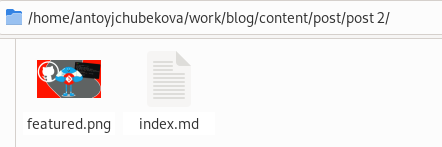 /home/antoyjchubekova/work/blog/content/post/post 2/
featured.png
index.md